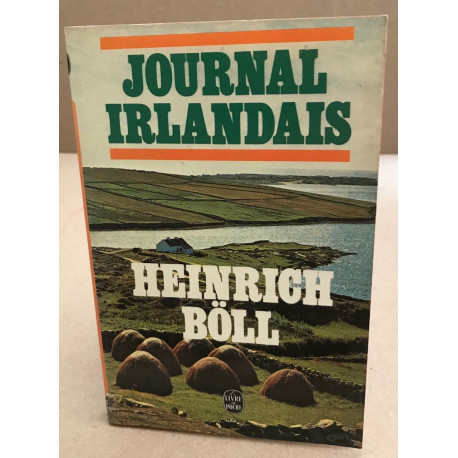 JOURNAL
IRLANDAIS
HEINRICH
BÖLL
LE
LIVRE
DE
POCHE